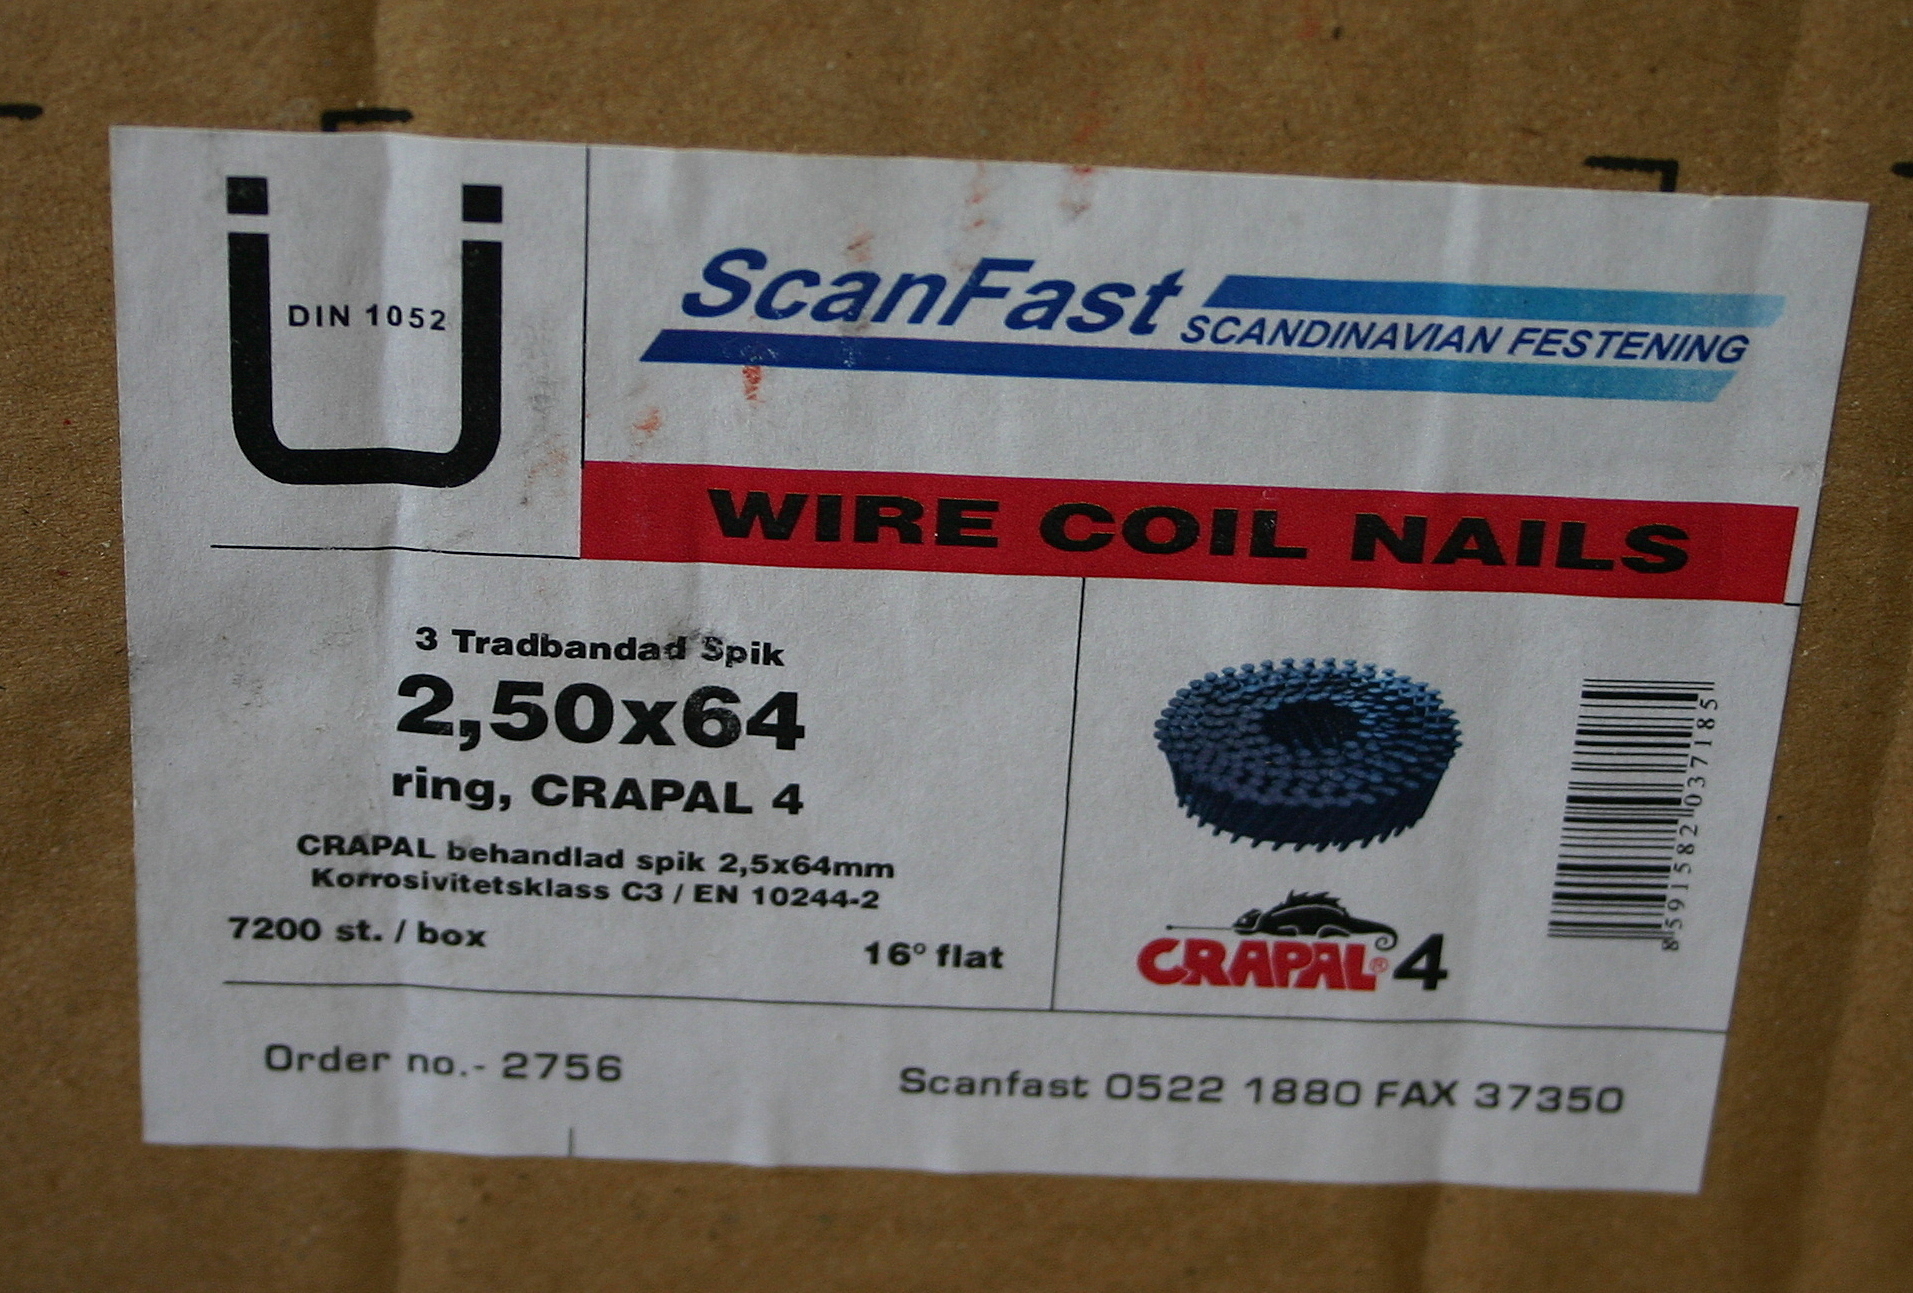 Ü
DIN 1052
ScanFast
SCANDINAVIAN FESTENING
WIRE COIL NAILS
3 Tradbandad Spik
2,50x64
ring, CRAPAL 4
CRAPAL behandlad spik 2,5x64mm
Korrosivitetsklass C3 / EN 10244-2
7200 st. / box
16° flat
CRAPAL® 4
8591582037185
Order no.- 2756
Scanfast 0522 1880 FAX 37350